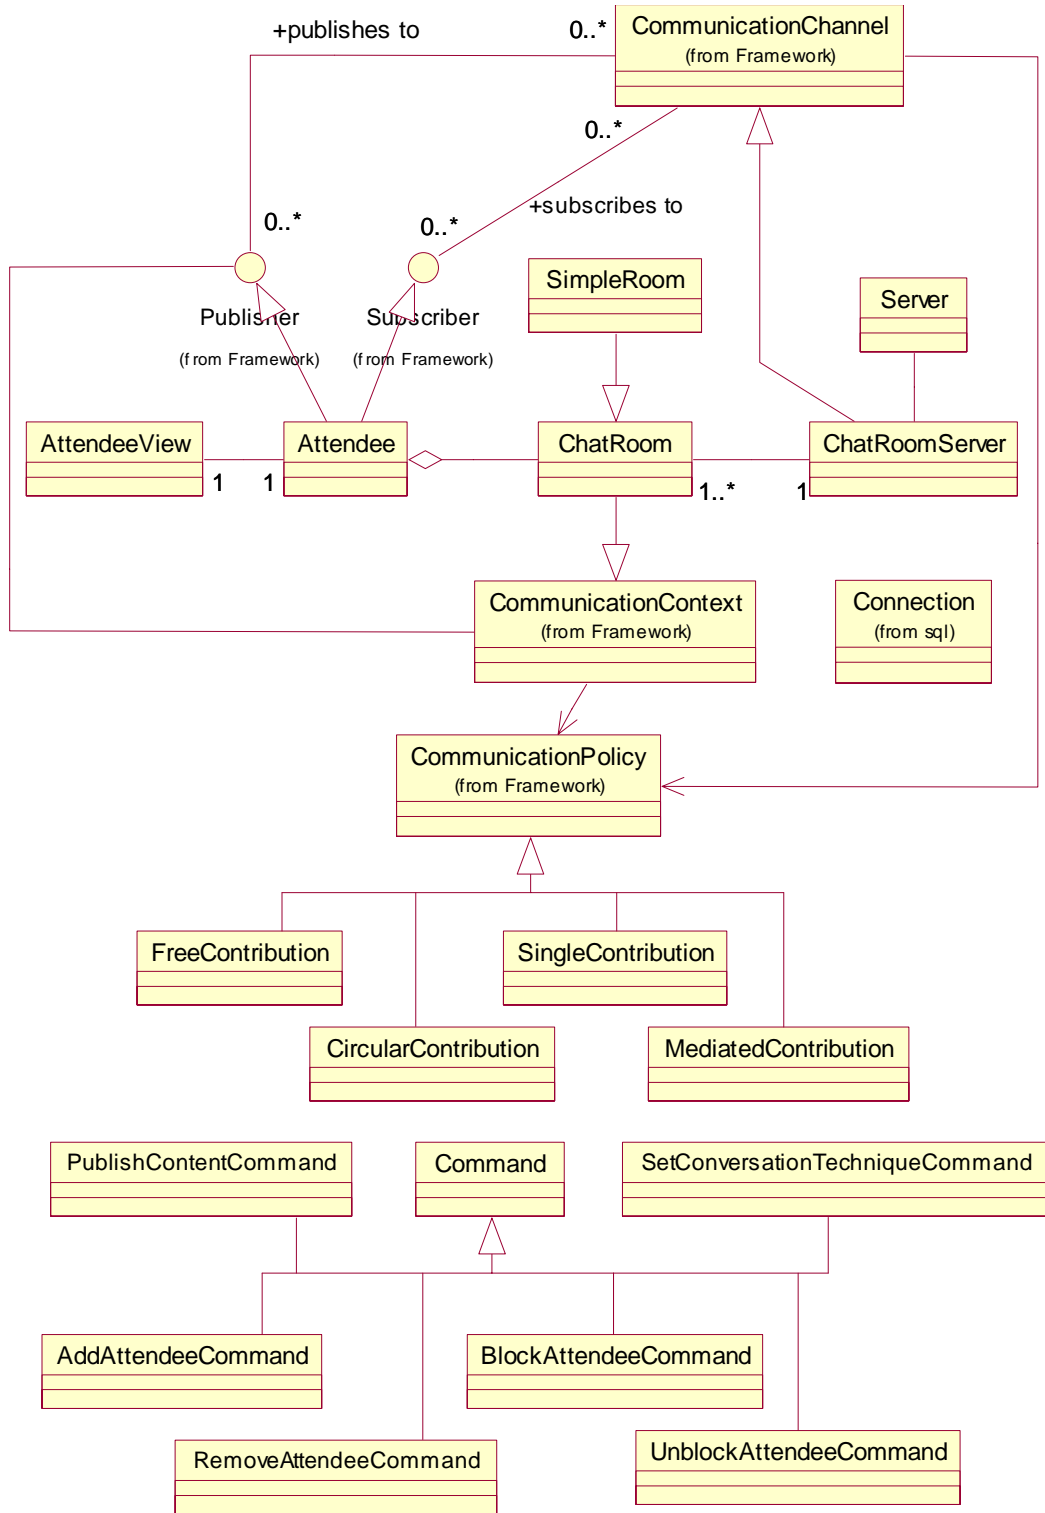 +publishes to
0..*
CommunicationChannel
(from Framework)
0..*
+subscribes to
0..*
0..*
Publisher
(from Framework)
Subscriber
(from Framework)
SimpleRoom
Server
AttendeeView
1
1
Attendee
ChatRoom
1..*
1
ChatRoomServer
CommunicationContext
(from Framework)
Connection
(from sql)
CommunicationPolicy
(from Framework)
FreeContribution
SingleContribution
CircularContribution
MediatedContribution
PublishContentCommand
Command
SetConversationTechniqueCommand
AddAttendeeCommand
BlockAttendeeCommand
RemoveAttendeeCommand
UnblockAttendeeCommand